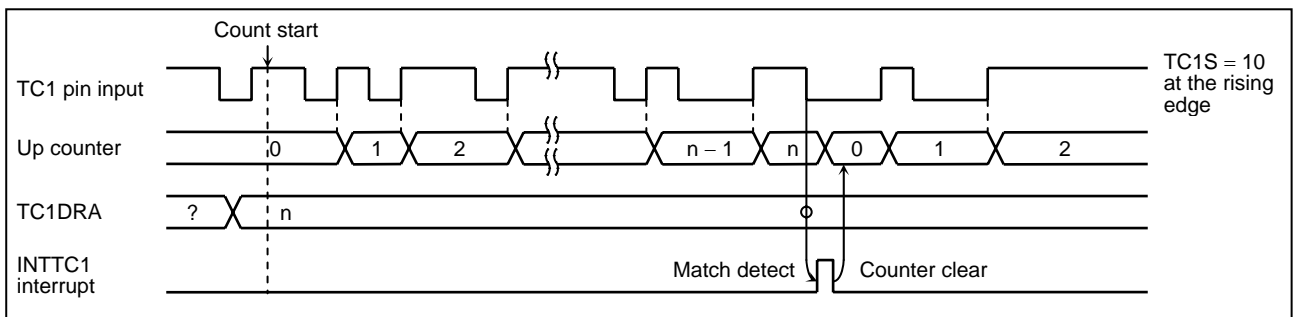 Count start
TC1 pin input
TC1S = 10
at the rising
edge
Up counter
0 1 2 n − 1 n 0 1 2
TC1DRA
? n
INTTC1
interrupt
Match detect Counter clear